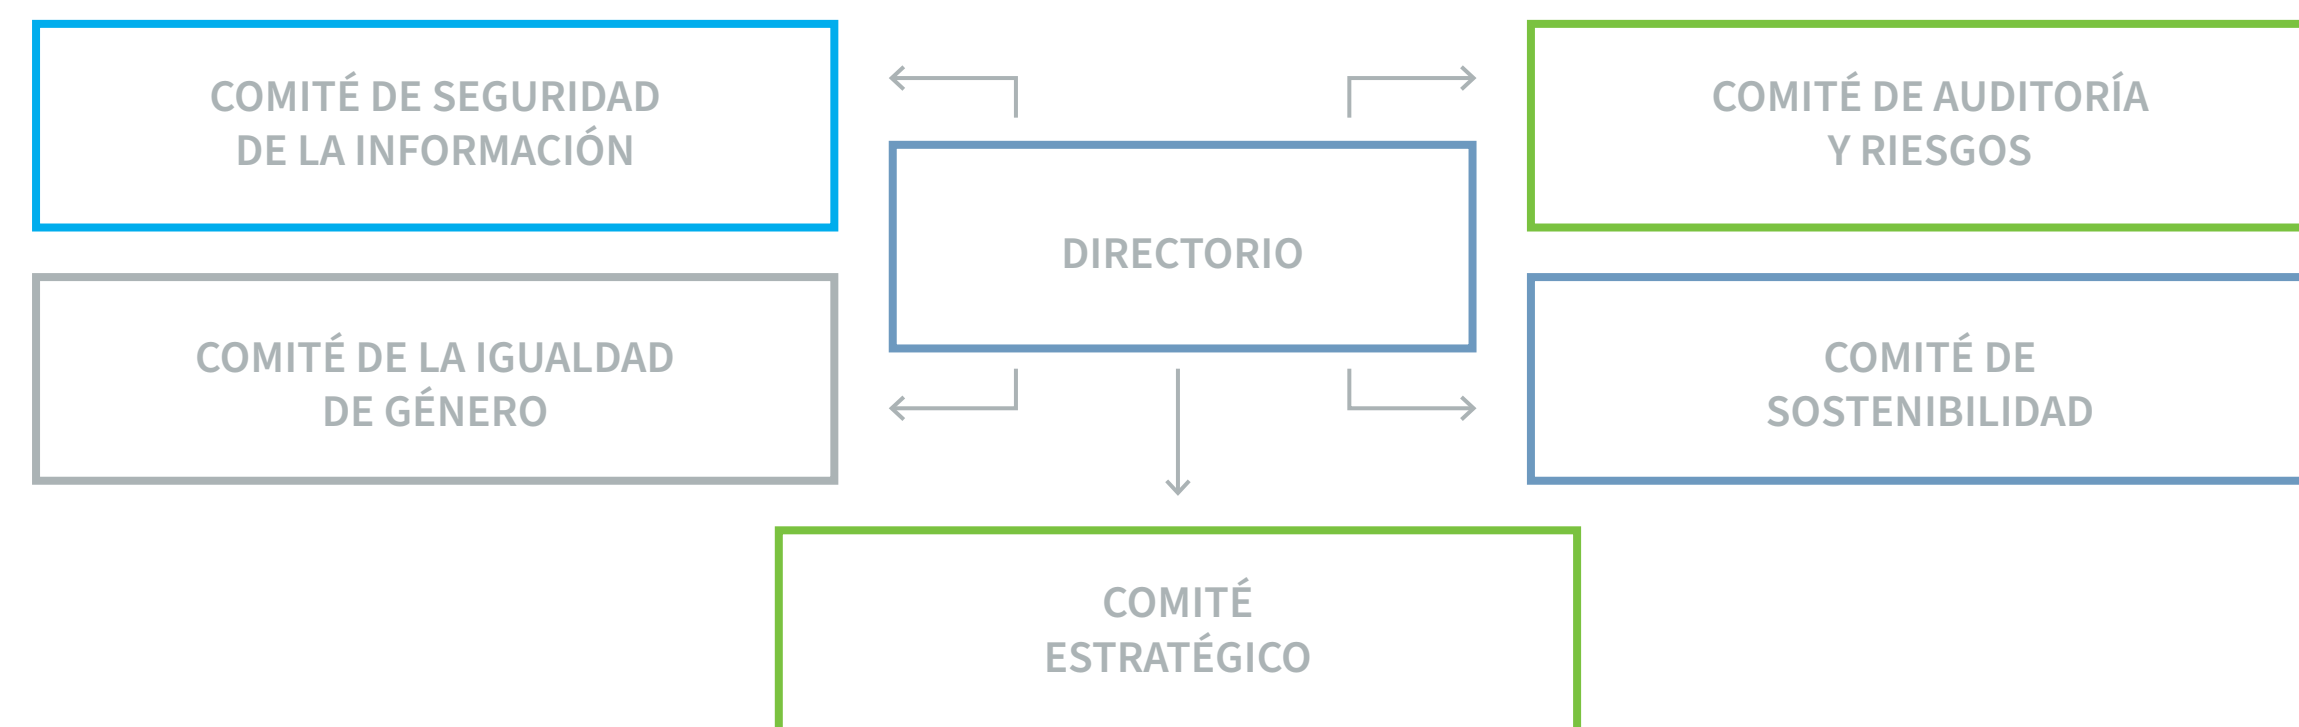 COMITÉ DE SEGURIDAD
DE LA INFORMACIÓN
COMITÉ DE AUDITORÍA
Y RIESGOS
DIRECTORIO
COMITÉ DE LA IGUALDAD
DE GÉNERO
COMITÉ DE
SOSTENIBILIDAD
COMITÉ
ESTRATÉGICO